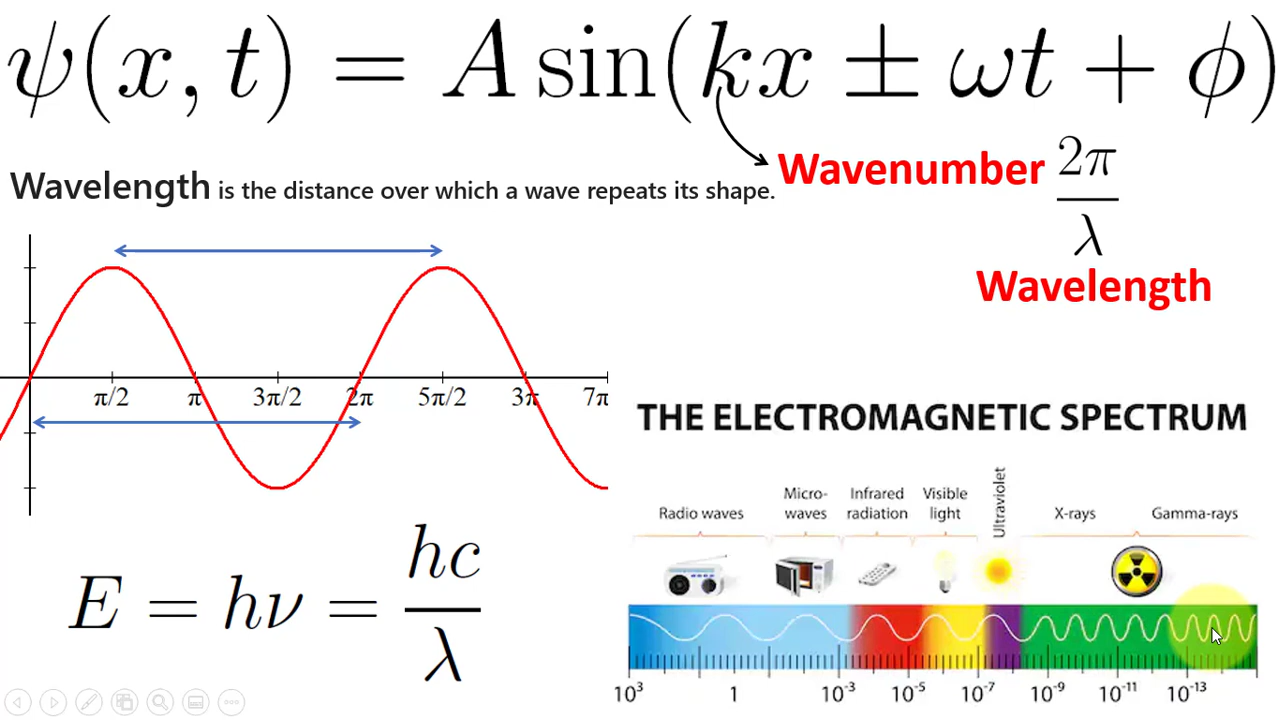 ψ(x, t) = A sin(kx ± ωt + ϕ)
Wavenumber 2π/λ
Wavelength is the distance over which a wave repeats its shape.
Wavelength
π/2 π 3π/2 2π 5π/2 3π 7π
E = hν = hc/λ
THE ELECTROMAGNETIC SPECTRUM
Radio waves
Micro-
waves
Infrared
radiation
Visible
light
Ultraviolet
X-rays
Gamma-rays
10³ 1 10⁻³ 10⁻⁵ 10⁻⁷ 10⁻⁹ 10⁻¹¹ 10⁻¹³